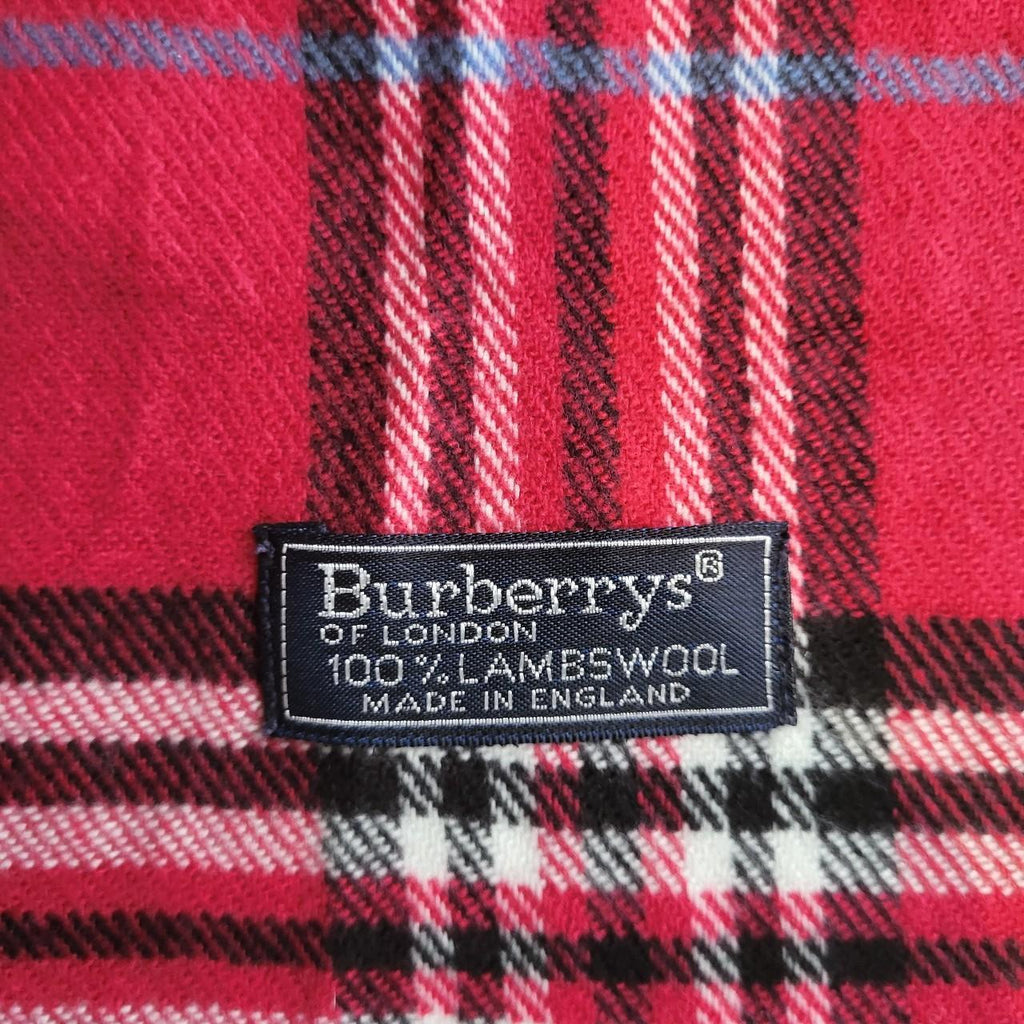 Burberrys®
OF LONDON
100% LAMBSWOOL
MADE IN ENGLAND